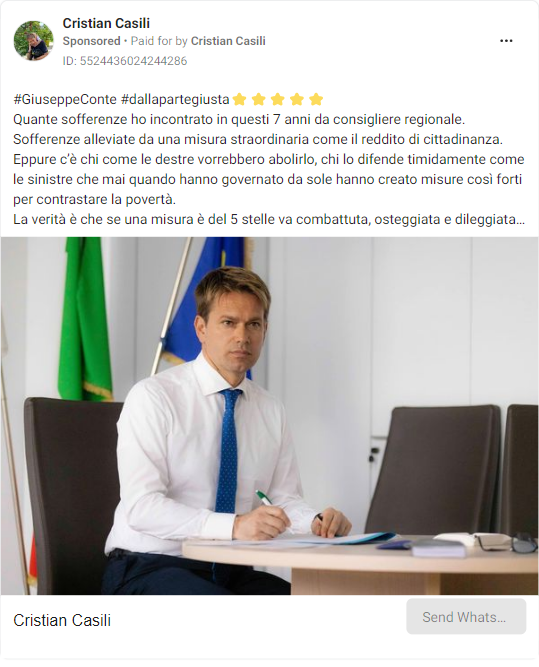 Cristian Casili
Sponsored • Paid for by Cristian Casili
ID: 5524436024244286
#GiuseppeConte #dallapartegiusta⭐⭐⭐⭐⭐
Quante sofferenze ho incontrato in questi 7 anni da consigliere regionale.
Sofferenze alleviate da una misura straordinaria come il reddito di cittadinanza.
Eppure c’è chi come le destre vorrebbero abolirlo, chi lo difende timidamente come
le sinistre che mai quando hanno governato da sole hanno creato misure così forti
per contrastare la povertà.
La verità è che se una misura è del 5 stelle va combattuta, osteggiata e dileggiata...
Cristian Casili
Send Whats...